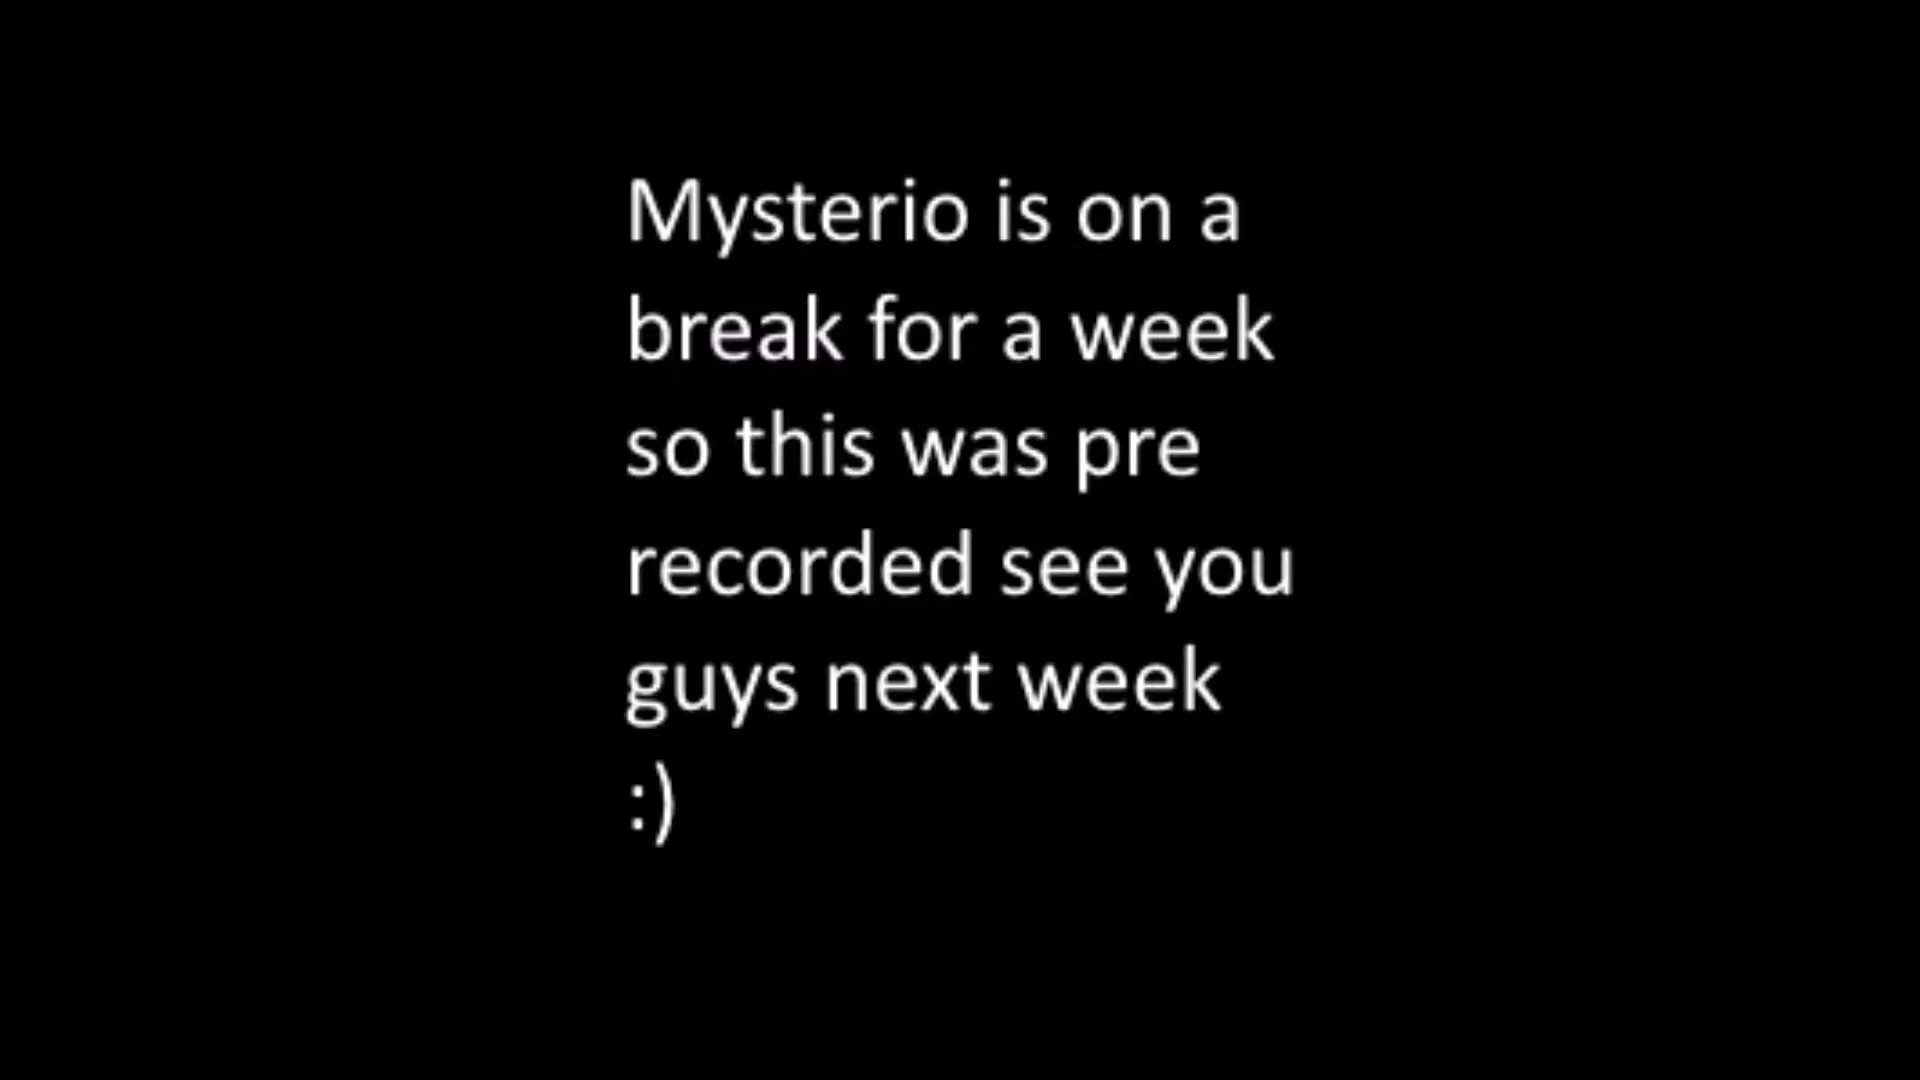 Mysterio is on a
break for a week
so this was pre
recorded see you
guys next week
:)